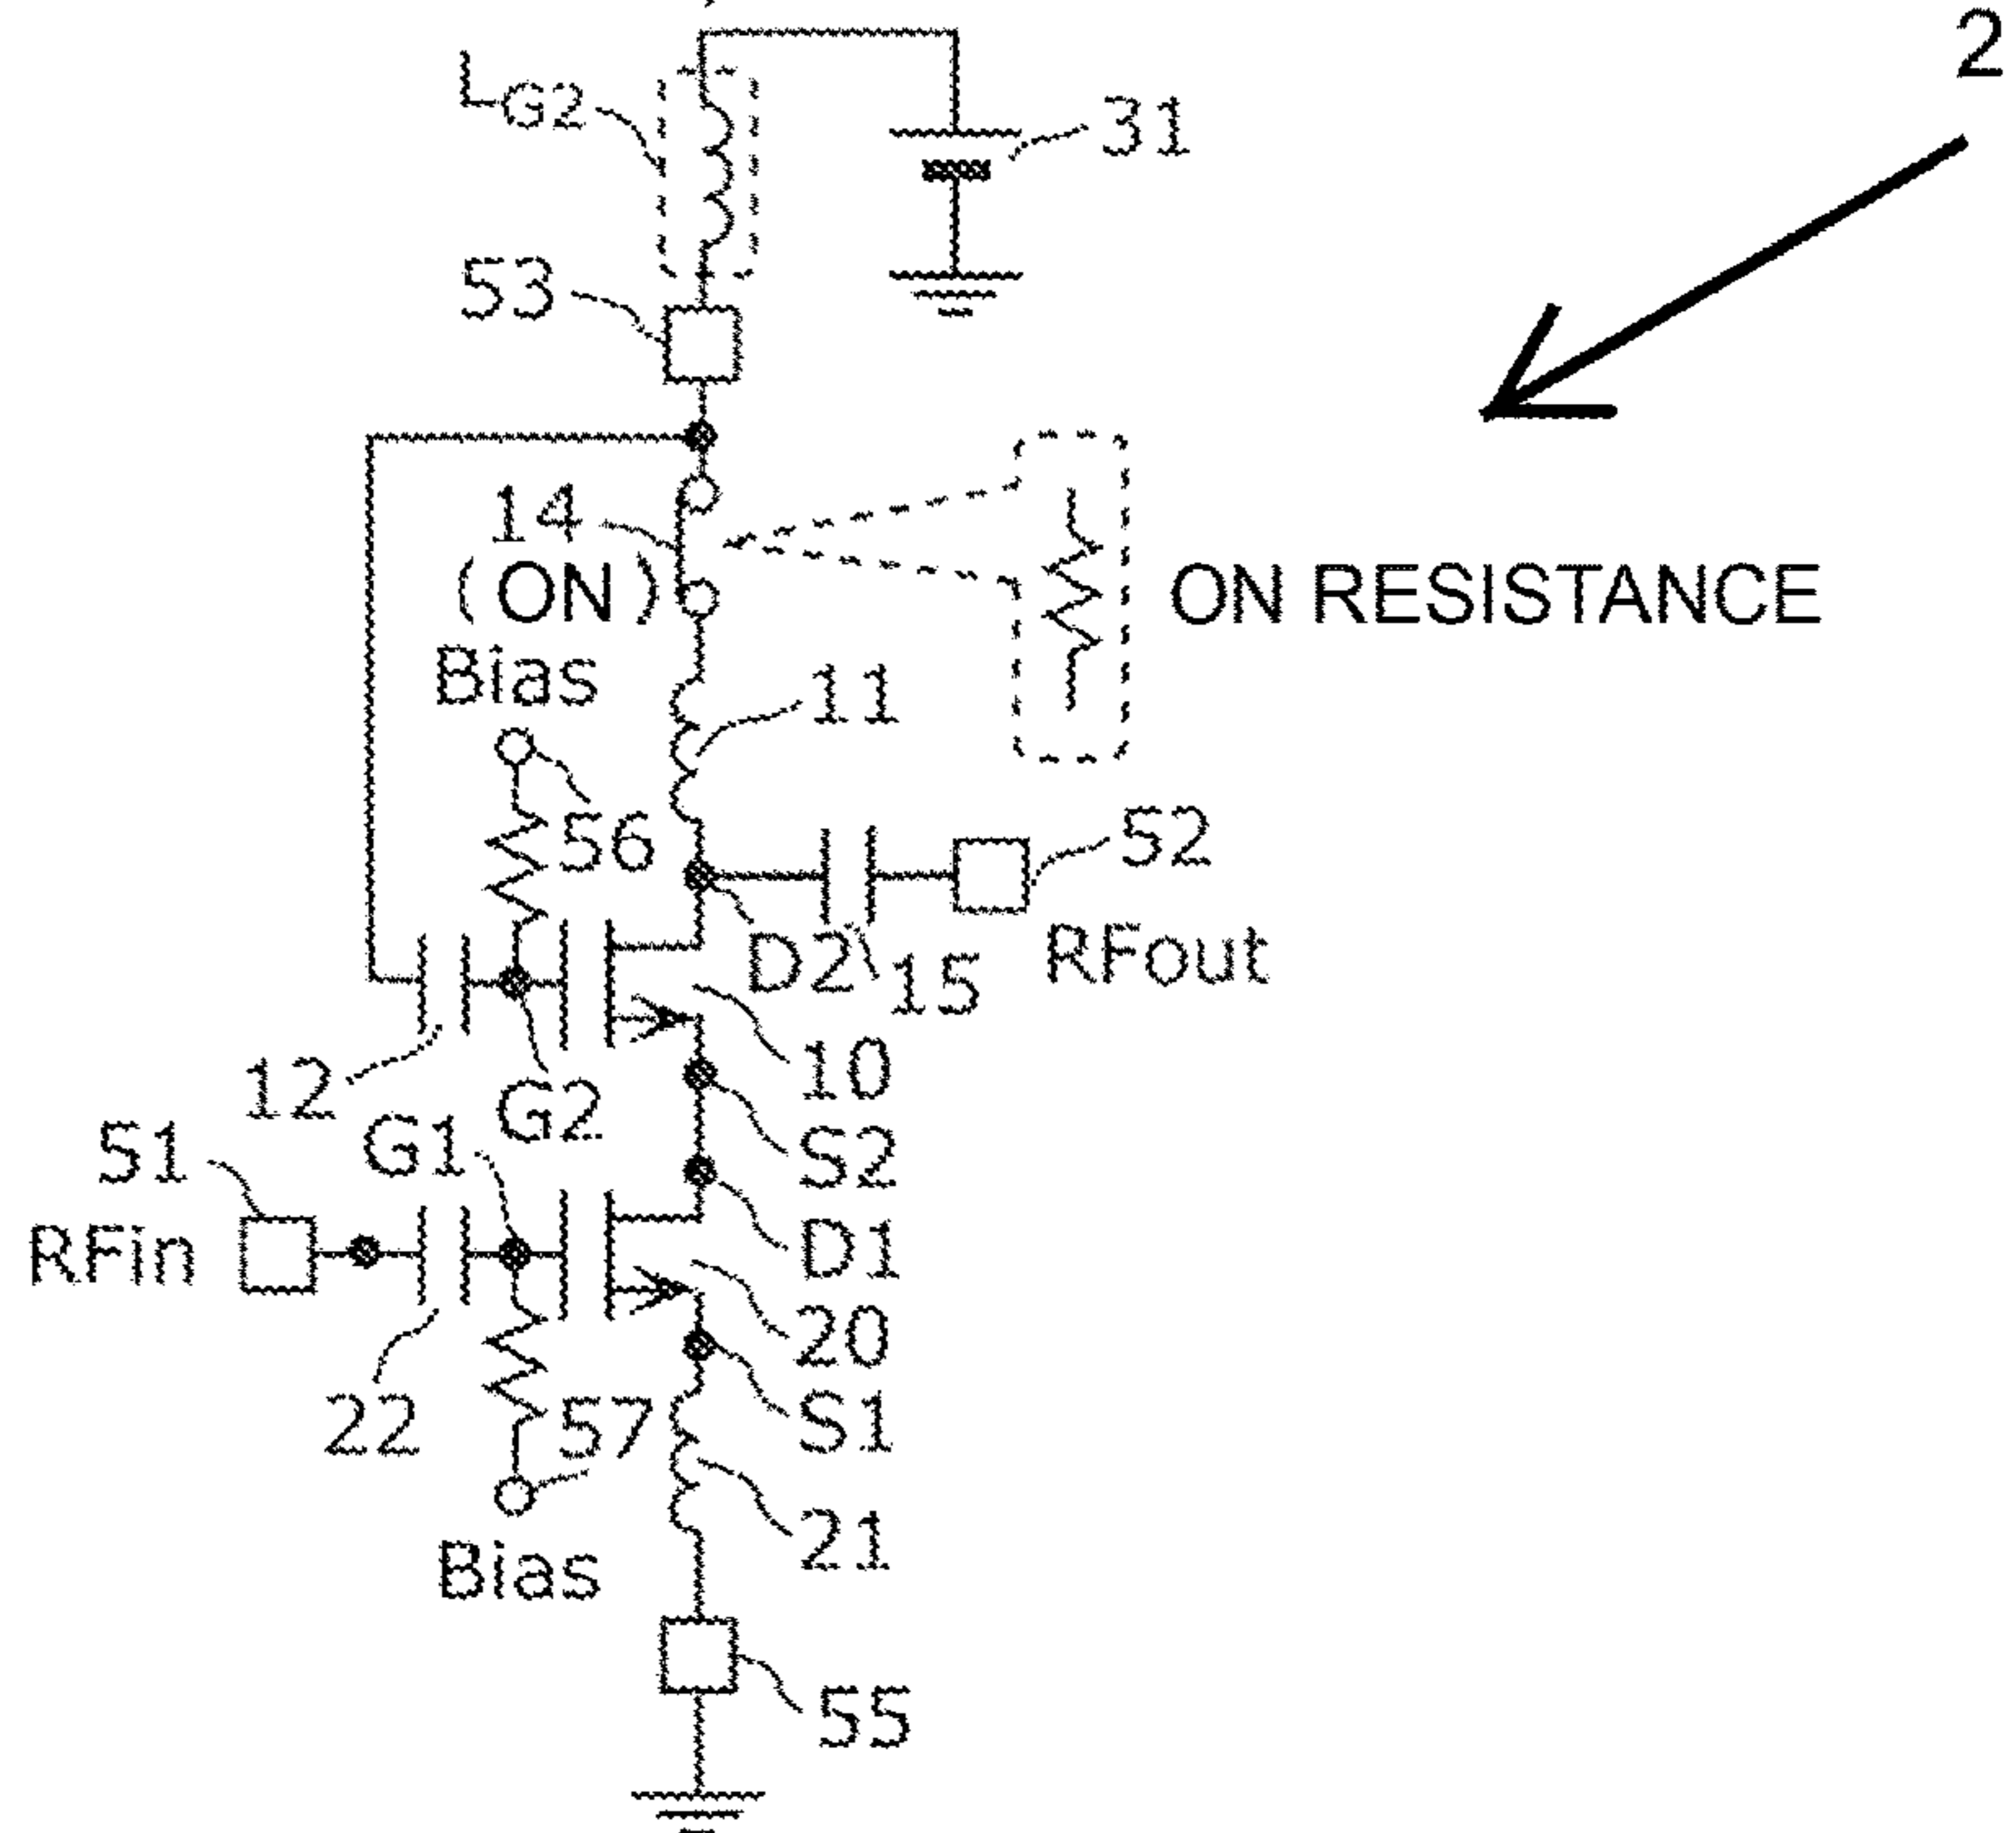 2
LG2
31
53
14
(ON)
ON RESISTANCE
Bias
11
56
52
D2
15
RFout
10
12
G2
S1
G1
S2
RFin
D1
20
22
57
S1
21
Bias
55